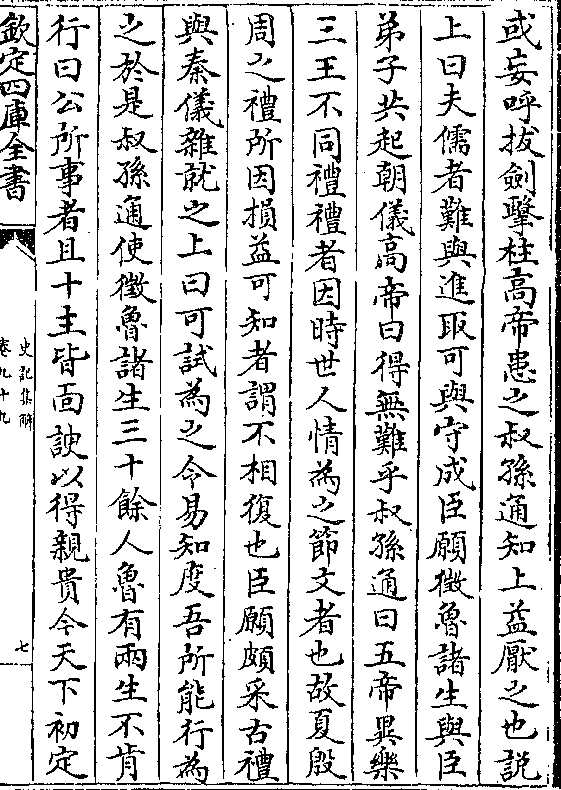 或妄呼拔劍擊柱高帝患之叔孫通知上益厭之也説
上曰夫儒者難與進取可與守成臣願徵魯諸生與臣
弟子共起朝儀高帝曰得無難乎叔孫通曰五帝異樂
三王不同禮禮者因時世人情為之節文者也故夏殷
周之禮所因損益可知者謂不相復也臣願頗采古禮
與秦儀雜就之上曰可試為之令易知度吾所能行為
之於是叔孫通使徵魯諸生三十餘人魯有兩生不肯
行曰公所事者且十主皆面諛以得親貴今天下初定
欽定四庫全書
史記集解
卷九十九
七